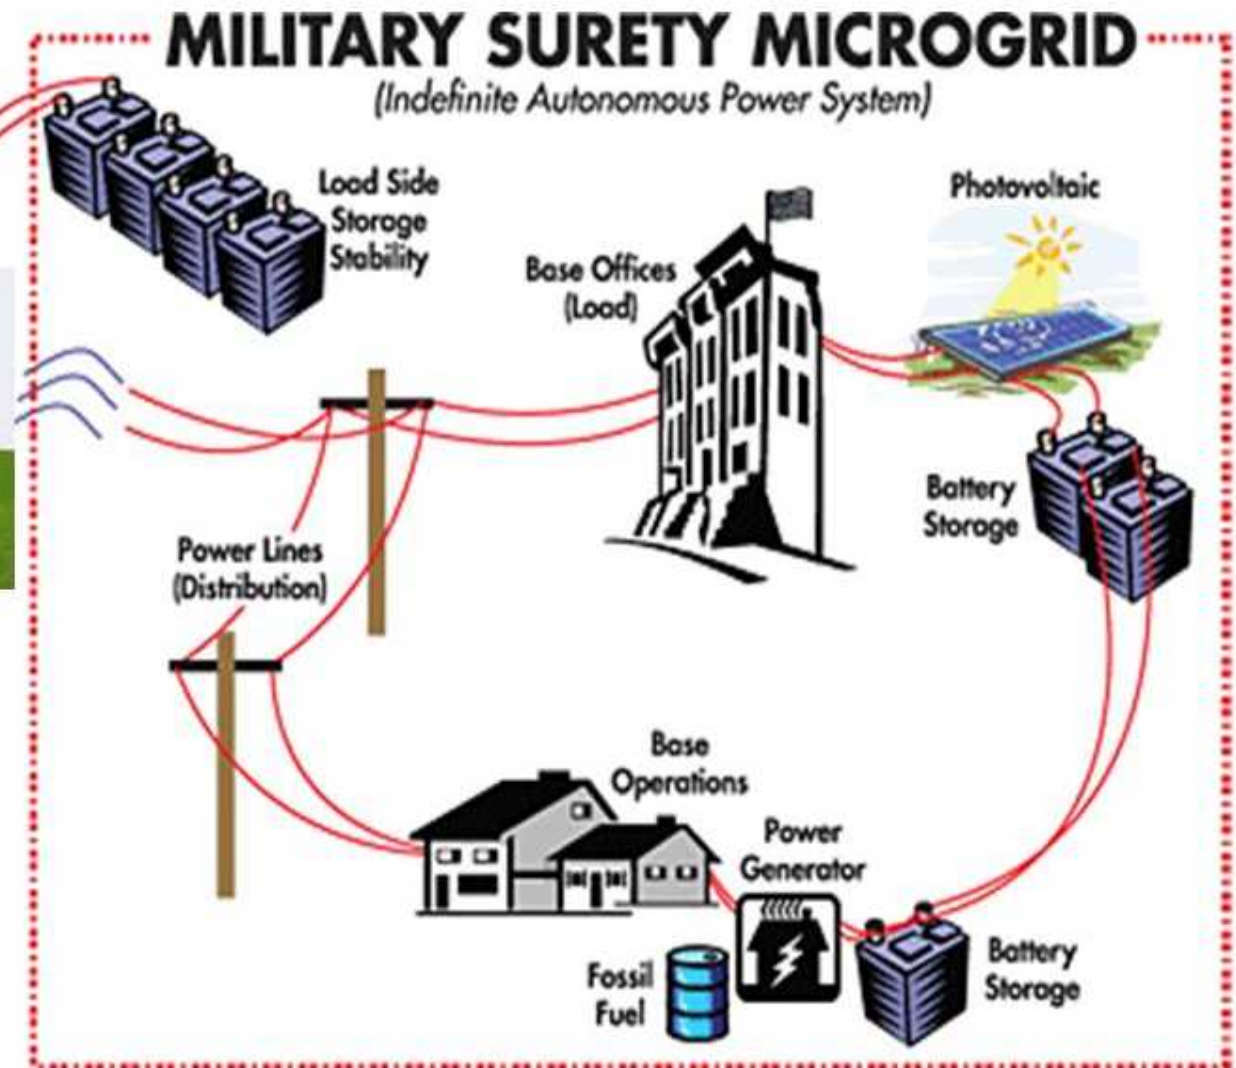 MILITARY SURETY MICROGRID
(Indefinite Autonomous Power System)
Load Side
Storage
Stability
Photovoltaic
Base Offices
(Load)
Battery
Storage
Power Lines
(Distribution)
Base
Operations
Power
Generator
Fossil
Fuel
Battery
Storage